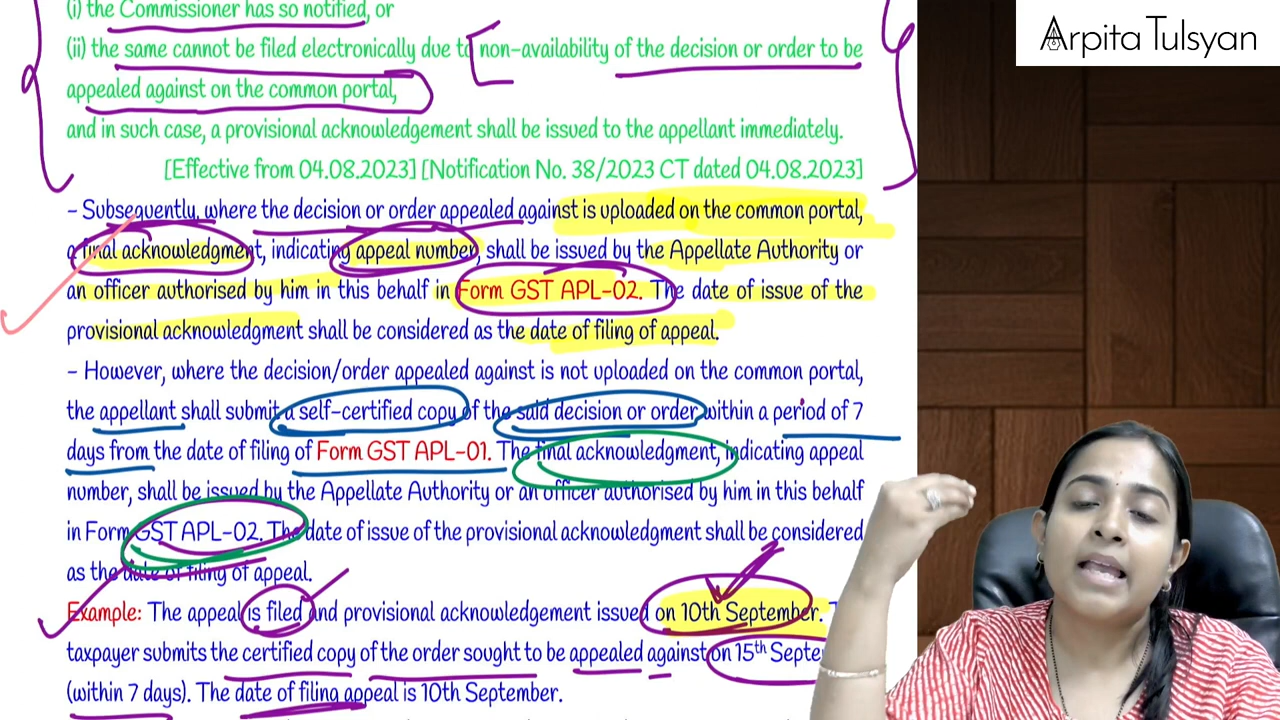 Arpita Tulsyan
(i) the Commissioner has so notified, or
(ii) the same cannot be filed electronically due to non-availability of the decision or order to be
appealed against on the common portal,
and in such case, a provisional acknowledgement shall be issued to the appellant immediately.
[Effective from 04.08.2023] [Notification No. 38/2023 CT dated 04.08.2023]
- Subsequently, where the decision or order appealed against is uploaded on the common portal,
a final acknowledgment, indicating appeal number, shall be issued by the Appellate Authority or
an officer authorised by him in this behalf in Form GST APL-02. The date of issue of the
provisional acknowledgment shall be considered as the date of filing of appeal.
- However, where the decision/order appealed against is not uploaded on the common portal,
the appellant shall submit a self-certified copy of the said decision or order within a period of 7
days from the date of filing of Form GST APL-01. The final acknowledgment, indicating appeal
number, shall be issued by the Appellate Authority or an officer authorised by him in this behalf
in Form GST APL-02. The date of issue of the provisional acknowledgment shall be considered
as the date of filing of appeal.
Example: The appeal is filed and provisional acknowledgement issued on 10th September.
taxpayer submits the certified copy of the order sought to be appealed against on 15th
(within 7 days). The date of filing appeal is 10th September.